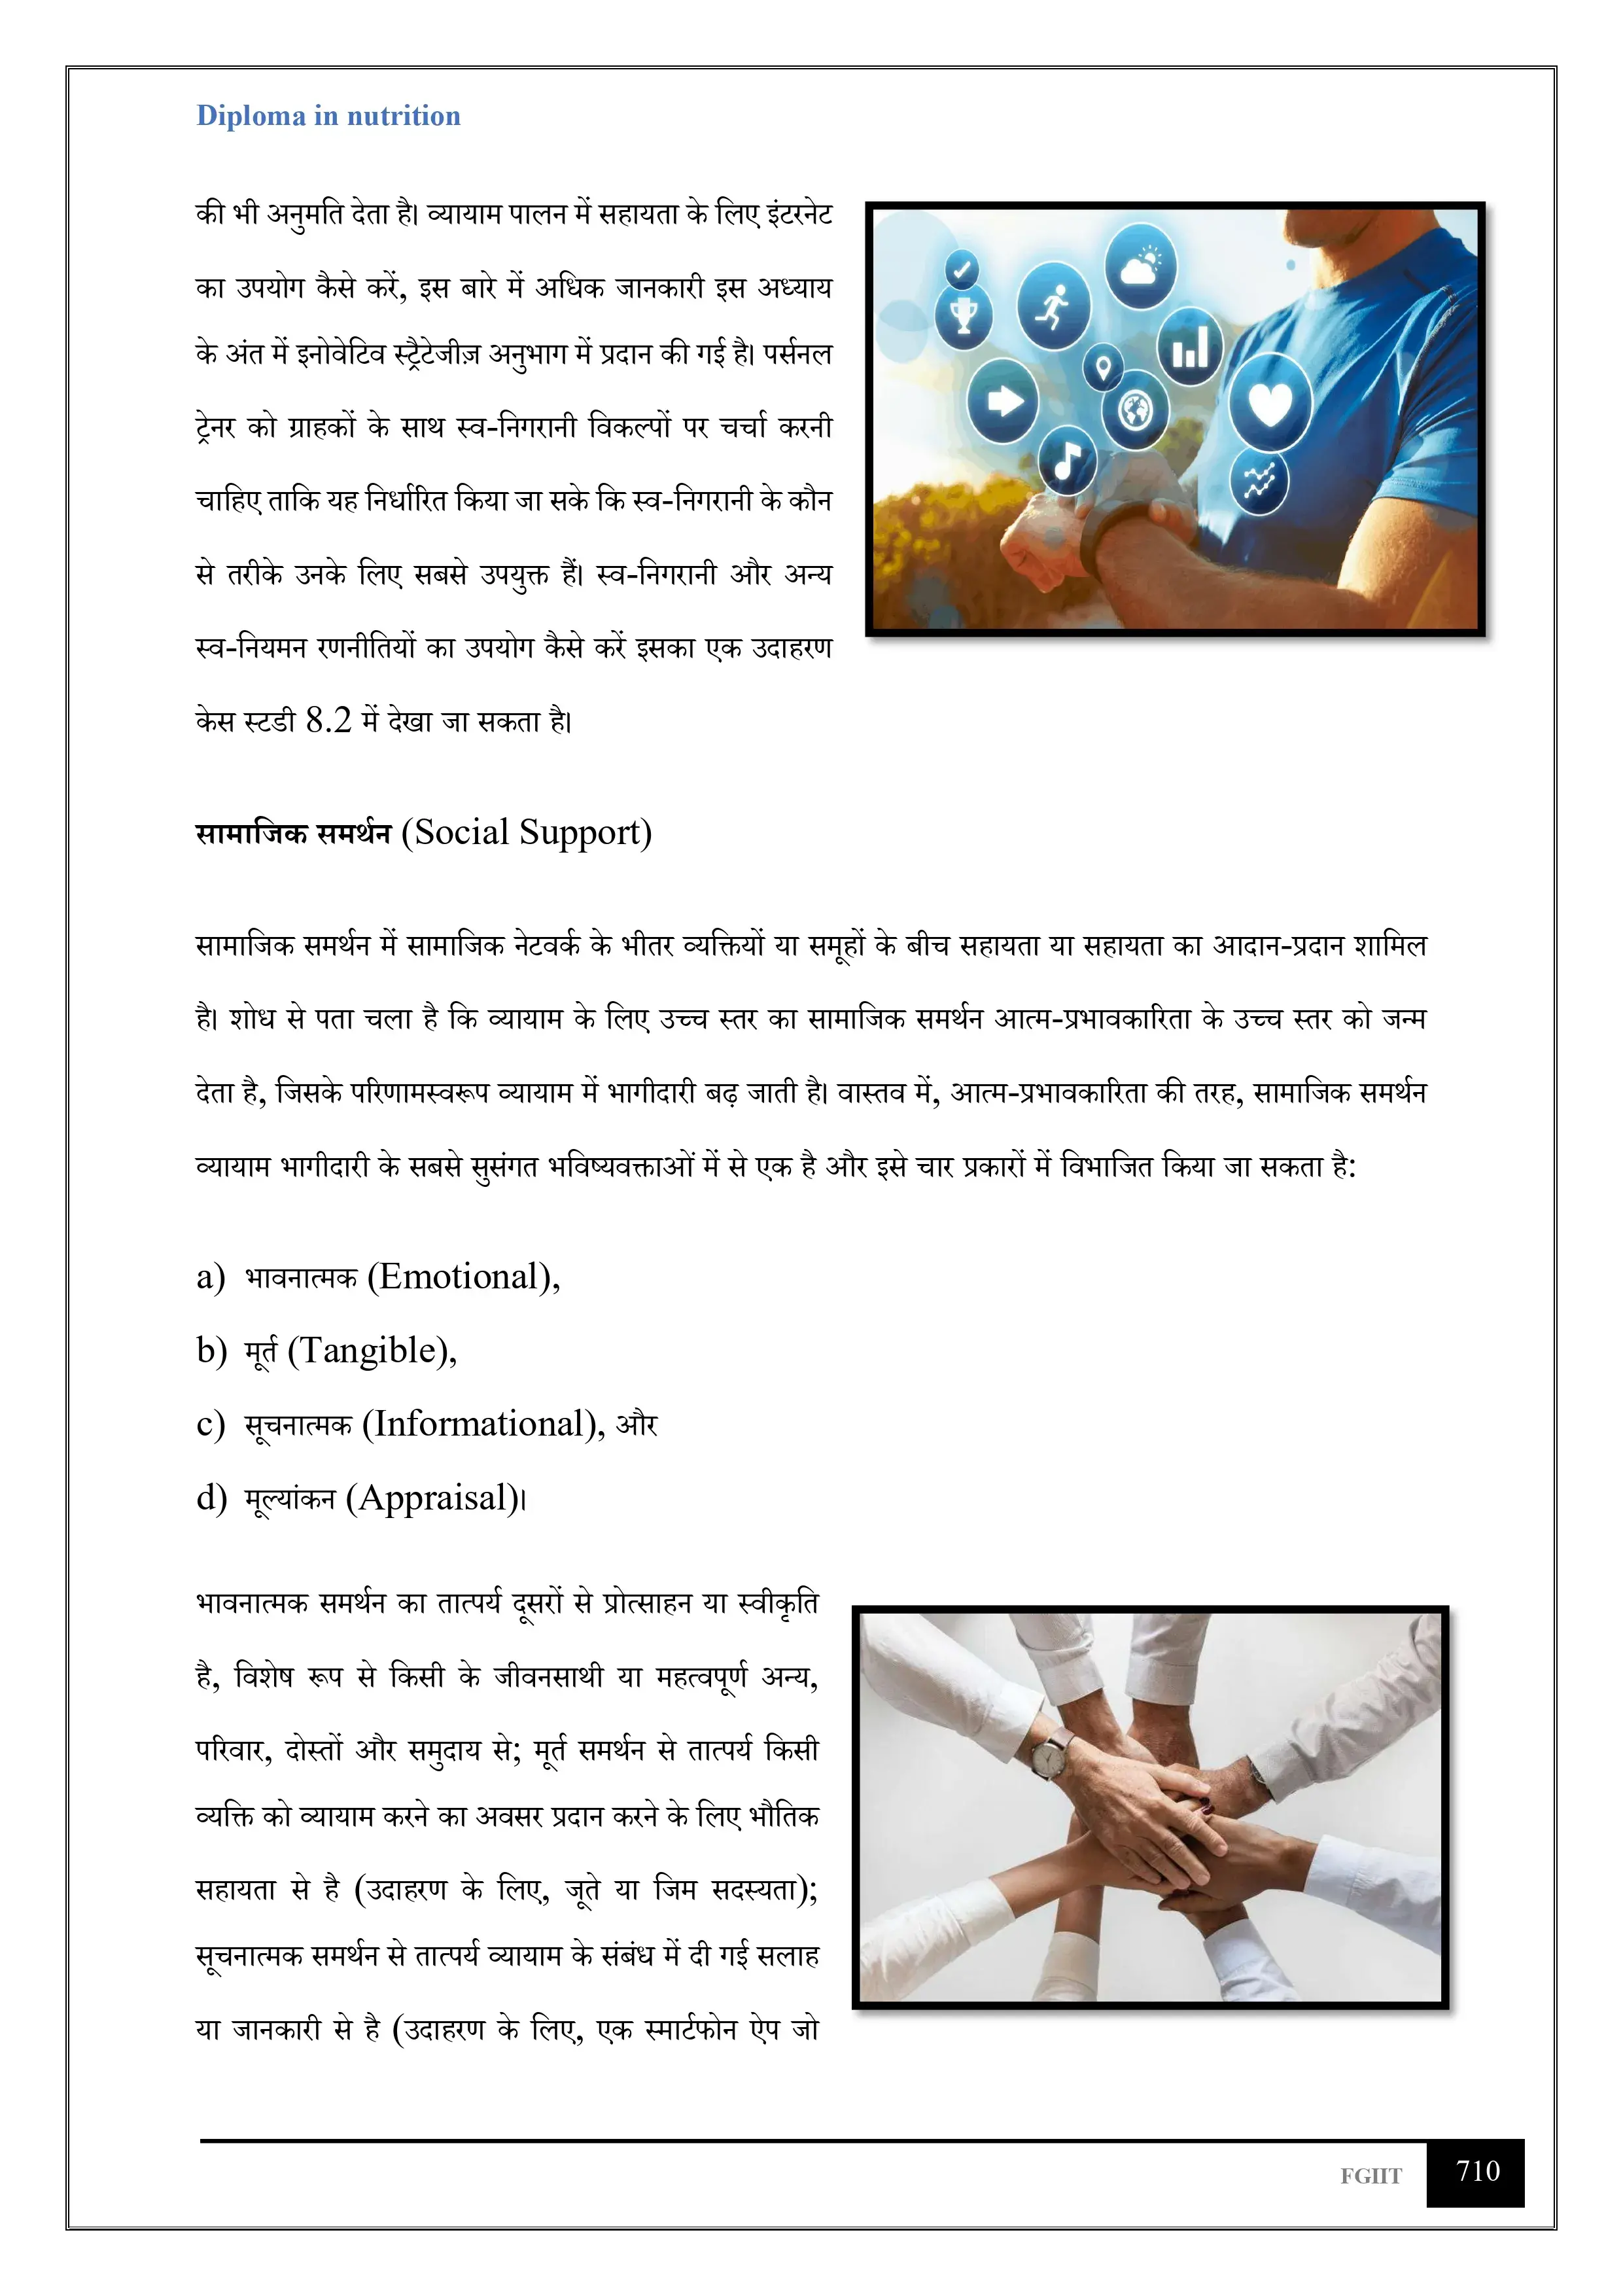 Diploma in nutrition
की भी अनुमति देता है। व्यायाम पालन में सहायता के लिए इंटरनेट
का उपयोग कैसे करें, इस बारे में अधिक जानकारी इस अध्याय
के अंत में इनोवेटिव स्ट्रैटेजीज़ अनुभाग में प्रदान की गई है। पर्सनल
ट्रेनर को ग्राहकों के साथ स्व-निगरानी विकल्पों पर चर्चा करनी
चाहिए ताकि यह निर्धारित किया जा सके कि स्व-निगरानी के कौन
से तरीके उनके लिए सबसे उपयुक्त हैं। स्व-निगरानी और अन्य
स्व-नियमन रणनीतियों का उपयोग कैसे करें इसका एक उदाहरण
केस स्टडी 8.2 में देखा जा सकता है।
सामाजिक समर्थन (Social Support)
सामाजिक समर्थन में सामाजिक नेटवर्क के भीतर व्यक्तियों या समूहों के बीच सहायता या सहायता का आदान-प्रदान शामिल
है। शोध से पता चला है कि व्यायाम के लिए उच्च स्तर का सामाजिक समर्थन आत्म-प्रभावकारिता के उच्च स्तर को जन्म
देता है, जिसके परिणामस्वरूप व्यायाम में भागीदारी बढ़ जाती है। वास्तव में, आत्म-प्रभावकारिता की तरह, सामाजिक समर्थन
व्यायाम भागीदारी के सबसे सुसंगत भविष्यवक्ताओं में से एक है और इसे चार प्रकारों में विभाजित किया जा सकता है:
a) भावनात्मक (Emotional),
b) मूर्त (Tangible),
c) सूचनात्मक (Informational), और
d) मूल्यांकन (Appraisal)।
भावनात्मक समर्थन का तात्पर्य दूसरों से प्रोत्साहन या स्वीकृति
है, विशेष रूप से किसी के जीवनसाथी या महत्वपूर्ण अन्य,
परिवार, दोस्तों और समुदाय से; मूर्त समर्थन से तात्पर्य किसी
व्यक्ति को व्यायाम करने का अवसर प्रदान करने के लिए भौतिक
सहायता से है (उदाहरण के लिए, जूते या जिम सदस्यता);
सूचनात्मक समर्थन से तात्पर्य व्यायाम के संबंध में दी गई सलाह
या जानकारी से है (उदाहरण के लिए, एक स्मार्टफोन ऐप जो
FGIIT 710